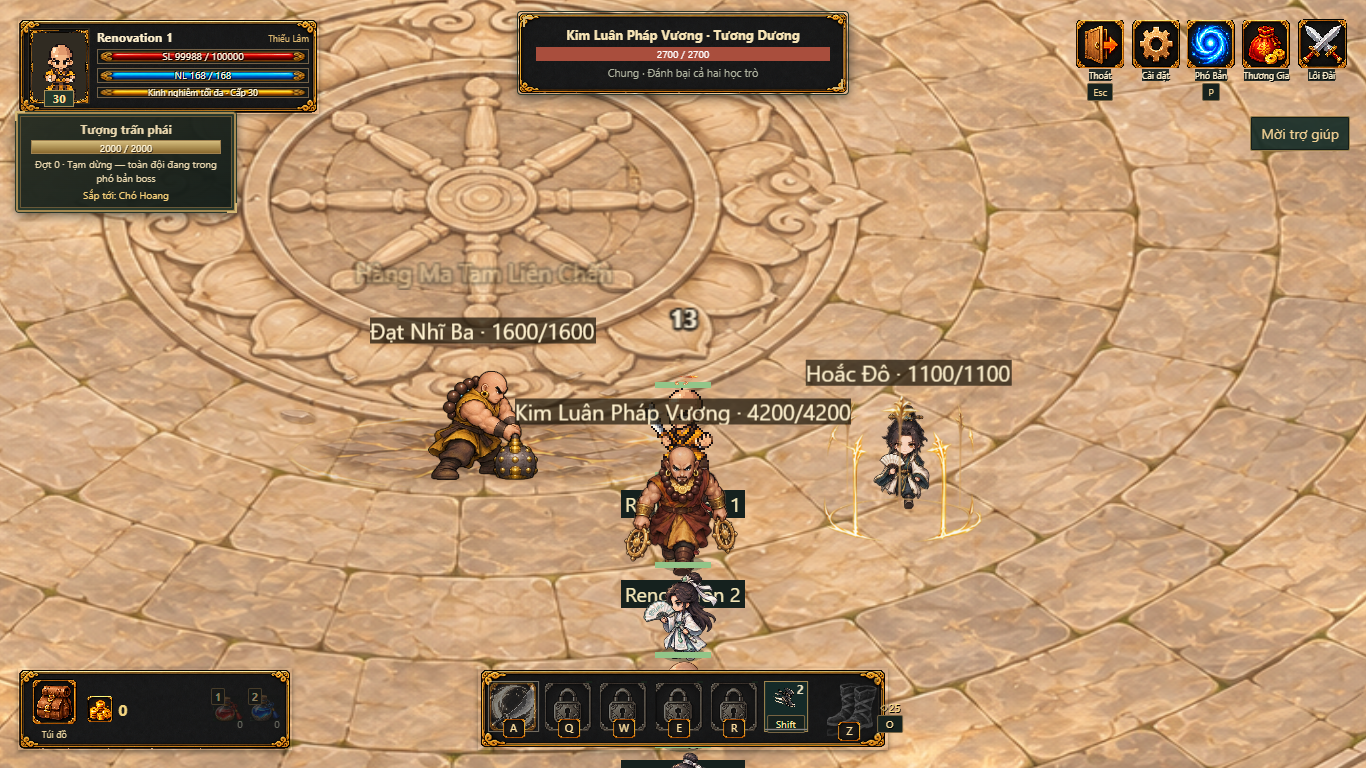 Renovation 1
Thiếu Lâm
SL 99988 / 100000
NL 168 / 168
Kinh nghiệm tối đa · Cấp 30
30
Tượng trấn phái
2000 / 2000
Đợt 0 · Tạm dừng — toàn đội đang trong
phó bản boss
Sắp tới: Chó Hoang
Kim Luân Pháp Vương · Tương Dương
2700 / 2700
Chung · Đánh bại cả hai học trò
Thoát
Cài đặt
Phó Bản
Thương Gia
Lôi Đài
Esc
P
Mời trợ giúp
Hàng Ma Tam Liên Chấn
13
Đạt Nhĩ Ba · 1600/1600
Hoắc Đô · 1100/1100
Kim Luân Pháp Vương · 4200/4200
1
2
Túi đồ
0
1
0
2
0
A
Q
W
E
R
2
Shift
Z
25
O